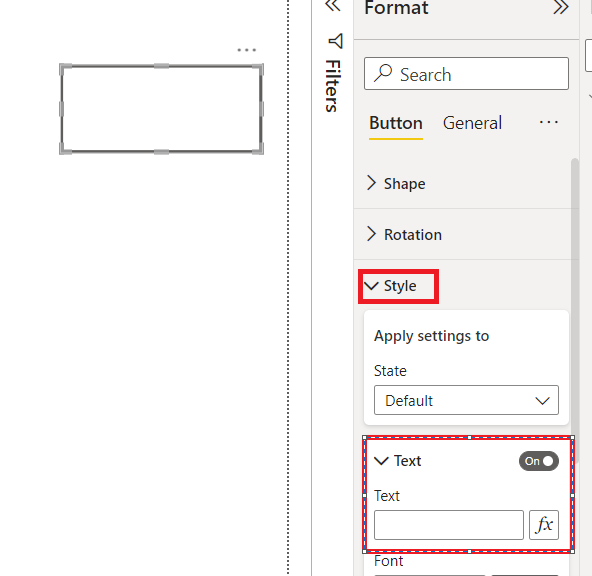 Format
Filters
Search
Button General
Shape
Rotation
Style
Apply settings to
State
Default
Text
On
Text
fx
Font